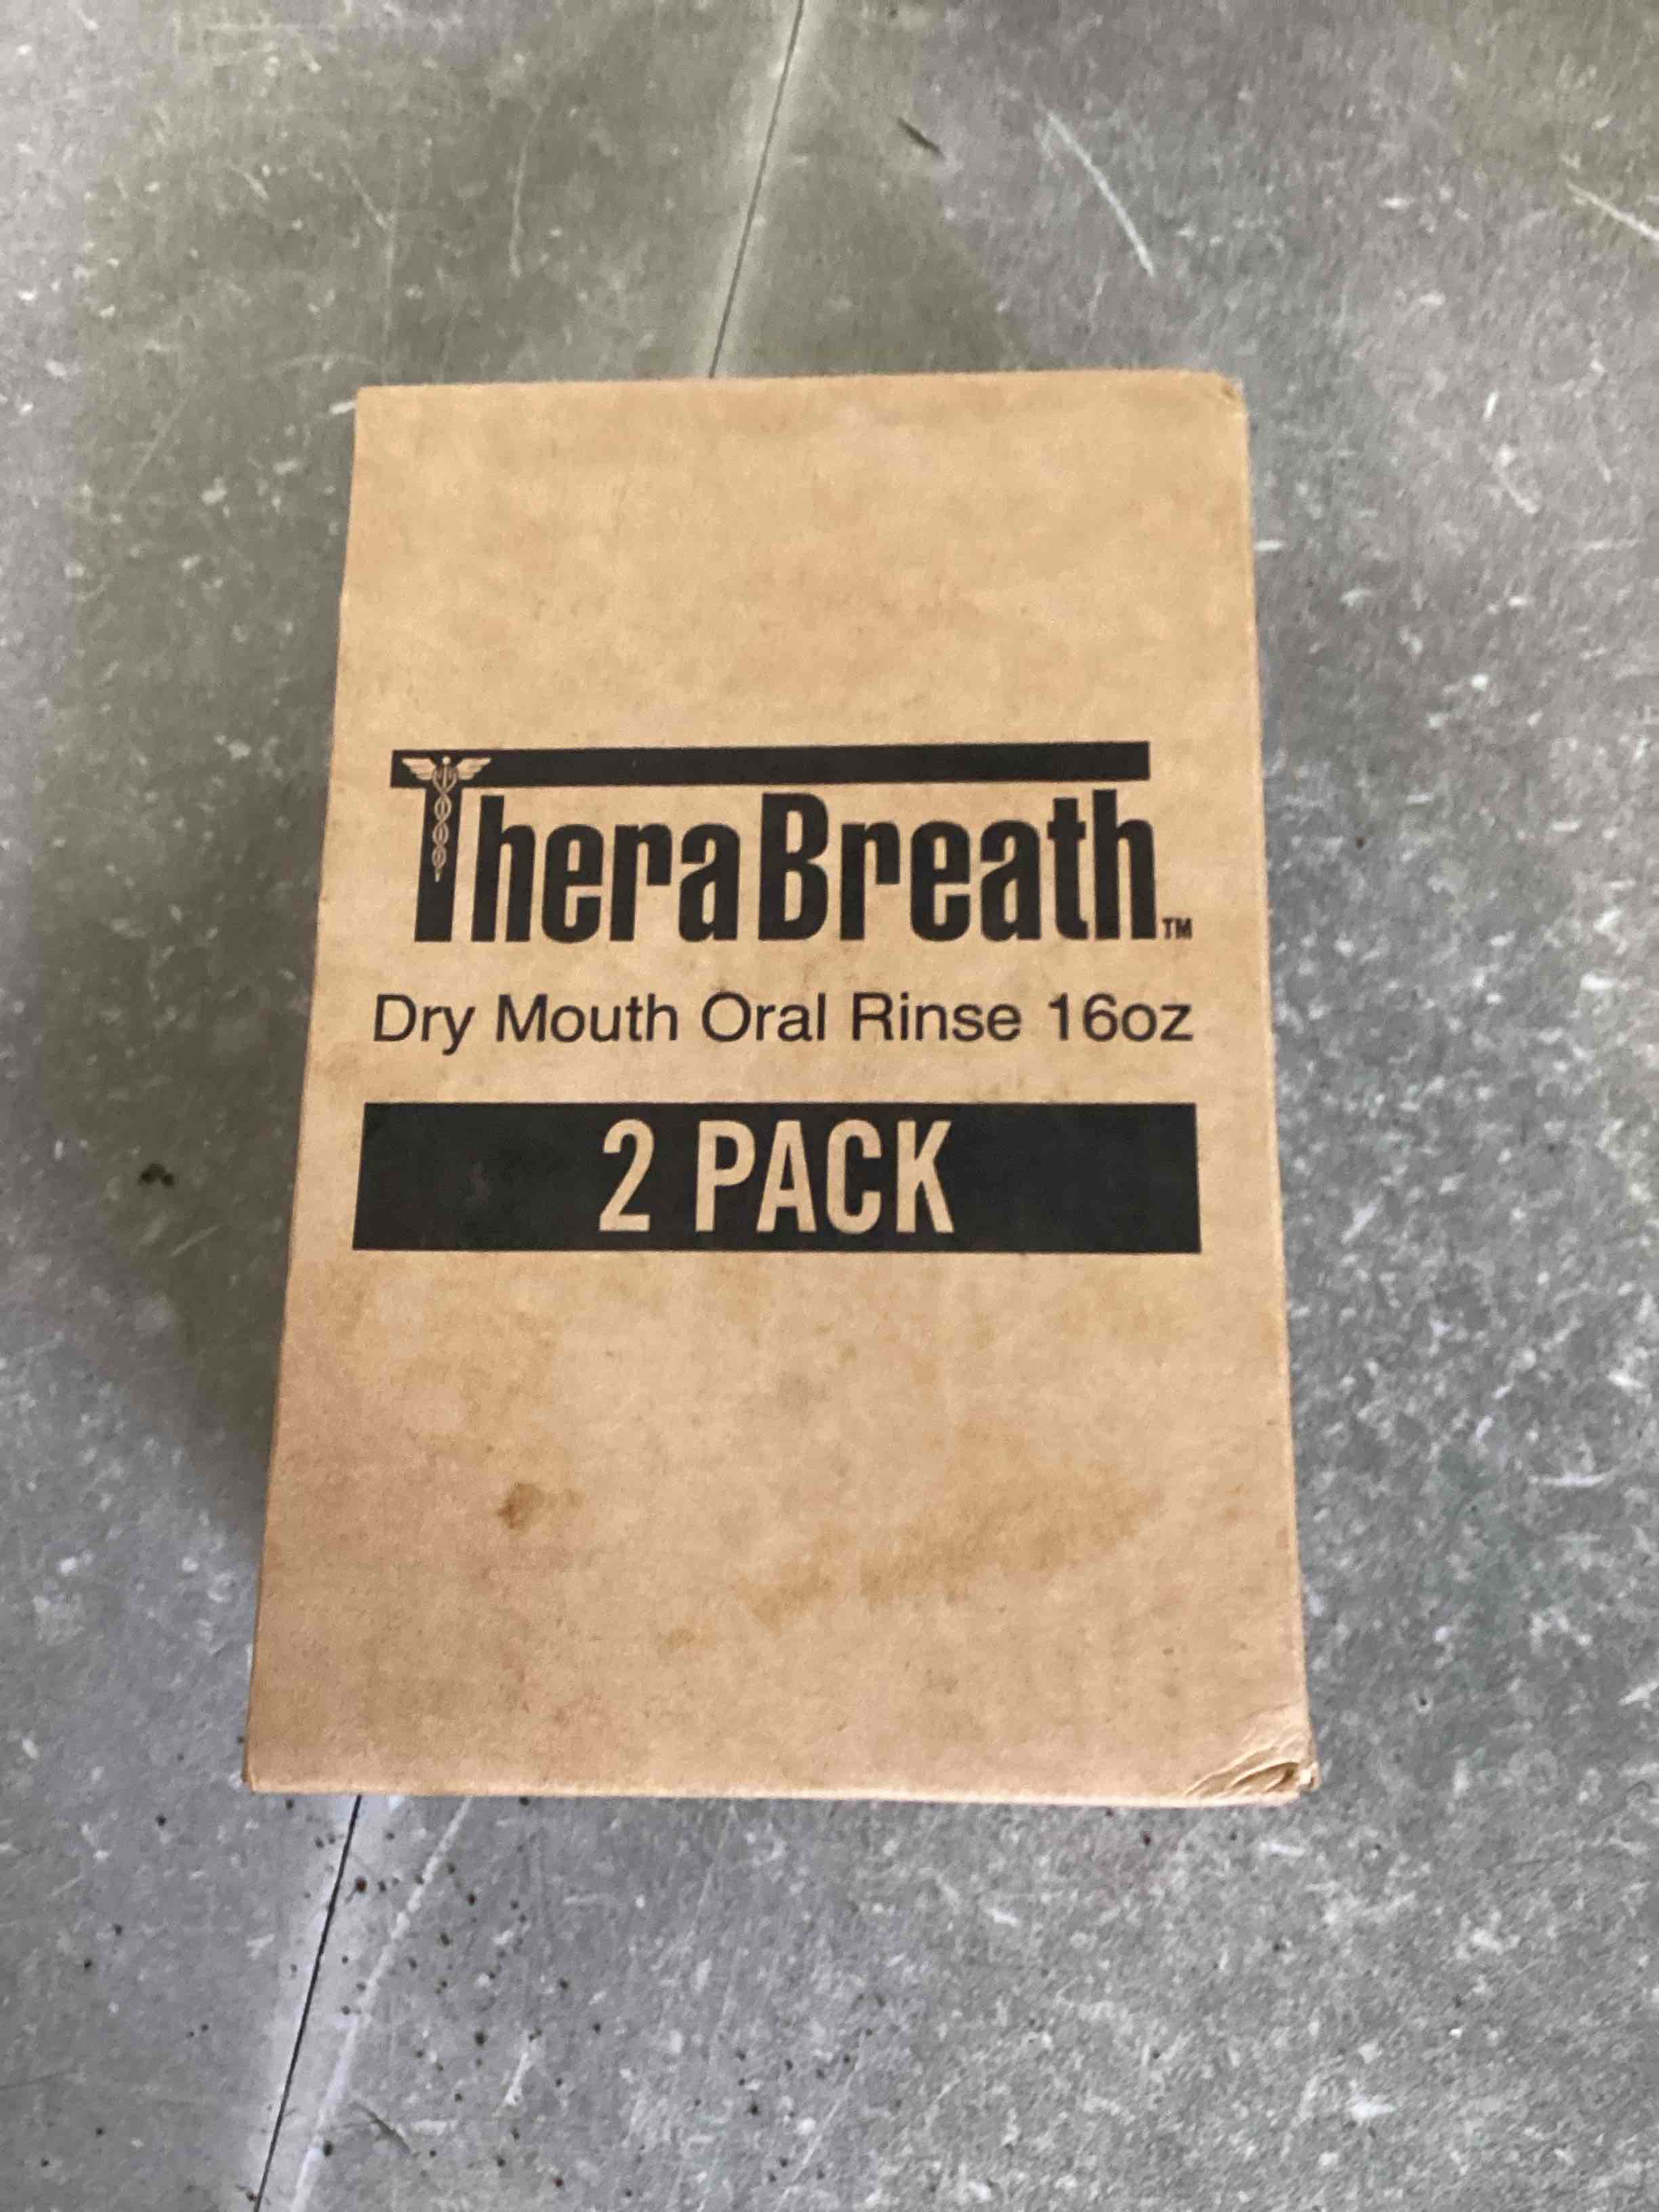 TheraBreath™
Dry Mouth Oral Rinse 16oz
2 PACK